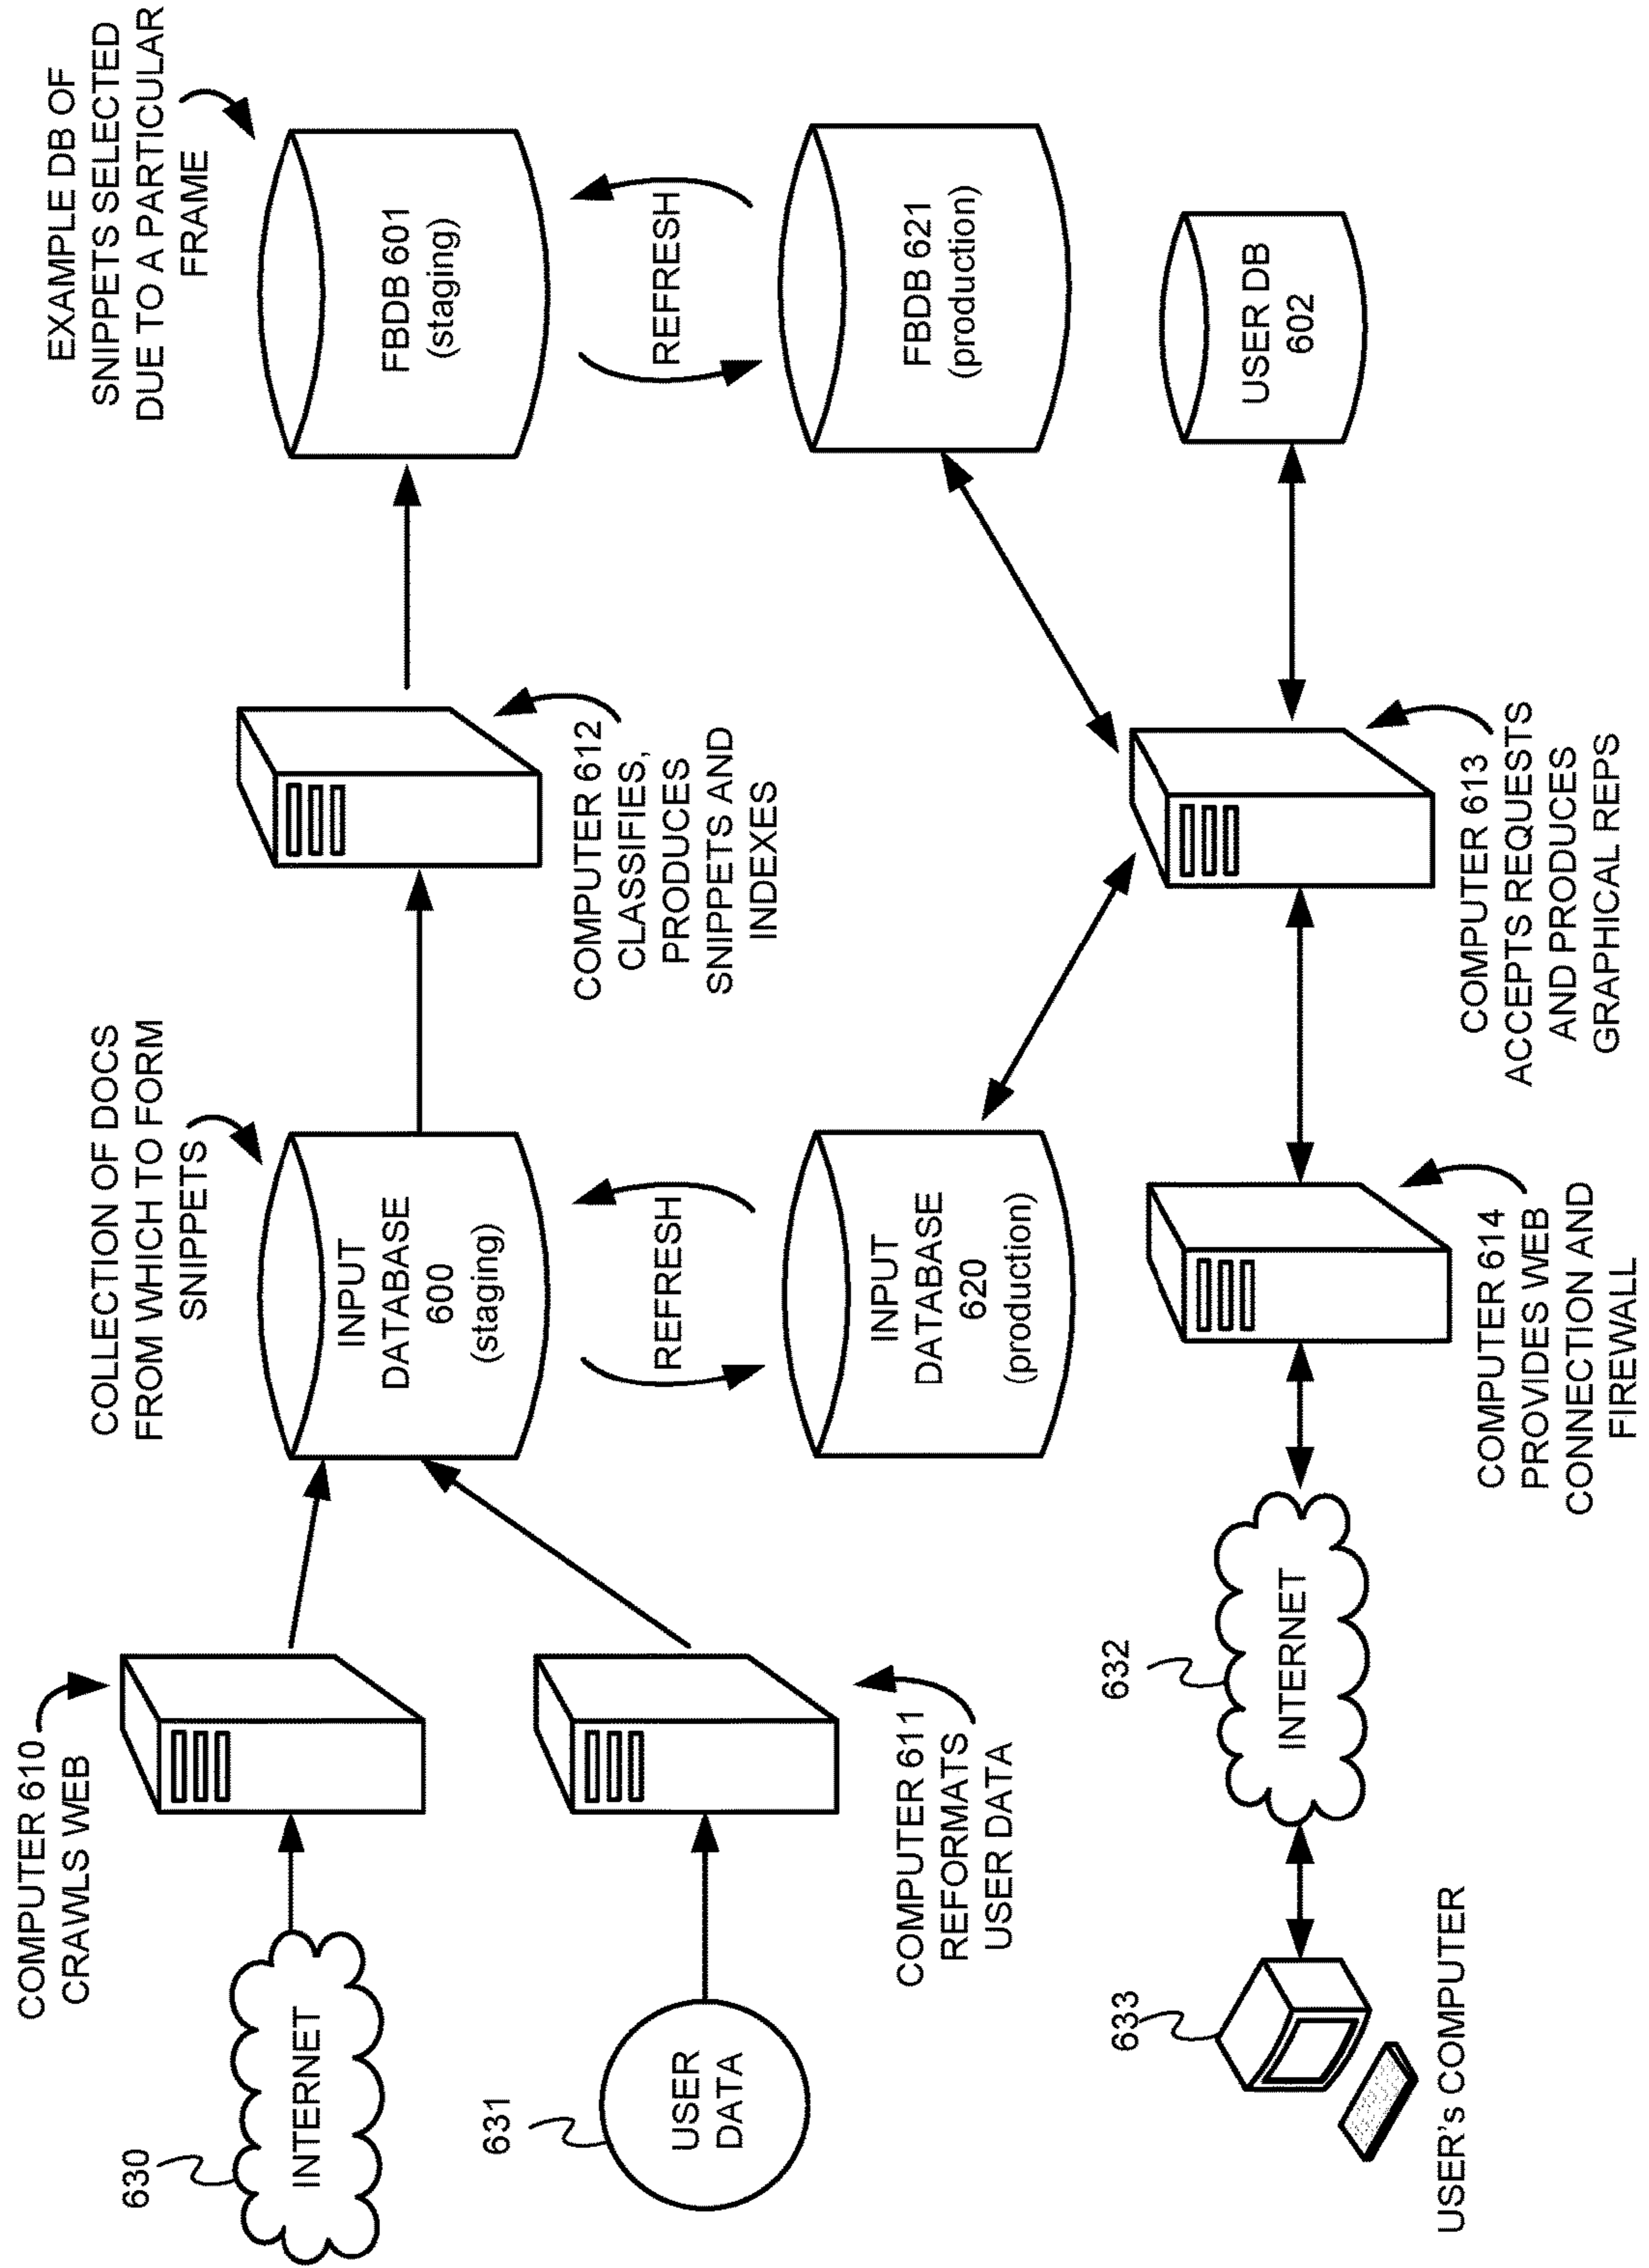 COMPUTER 610
CRAWLS WEB
630
INTERNET
631
USER
DATA
COMPUTER 611
REFORMATS
USER DATA
COLLECTION OF DOCS
FROM WHICH TO FORM
SNIPPETS
INPUT
DATABASE
600
(staging)
REFRESH
INPUT
DATABASE
620
(production)
COMPUTER 612
CLASSIFIES,
PRODUCES
SNIPPETS AND
INDEXES
EXAMPLE DB OF
SNIPPETS SELECTED
DUE TO A PARTICULAR
FRAME
FBDB 601
(staging)
REFRESH
FBDB 621
(production)
USER DB
602
633
USER's COMPUTER
632
INTERNET
COMPUTER 614
PROVIDES WEB
CONNECTION AND
FIREWALL
COMPUTER 613
ACCEPTS REQUESTS
AND PRODUCES
GRAPHICAL REPS